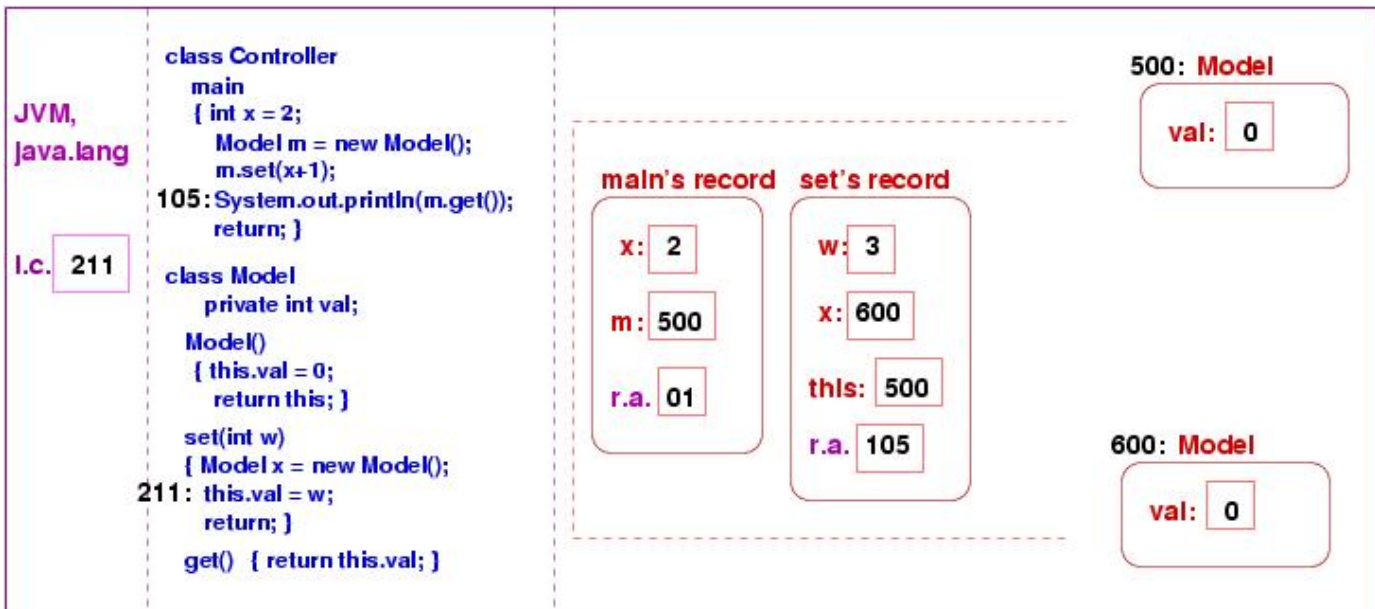 JVM,
java.lang
I.c. 211
class Controller
main
{ int x = 2;
Model m = new Model();
m.set(x+1);
105: System.out.println(m.get());
return; }
class Model
private int val;
Model()
{ this.val = 0;
return this; }
set(int w)
{ Model x = new Model();
211: this.val = w;
return; }
get() { return this.val; }
main's record
x: 2
m: 500
r.a. 01
set's record
w: 3
x: 600
this: 500
r.a. 105
500: Model
val: 0
600: Model
val: 0